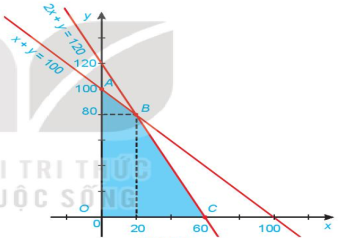 y
2x + y = 120
x + y = 100
120
100
A
80
B
I TRI THỨC
UỘC SỐNG
O
C
0
20
60
100
x